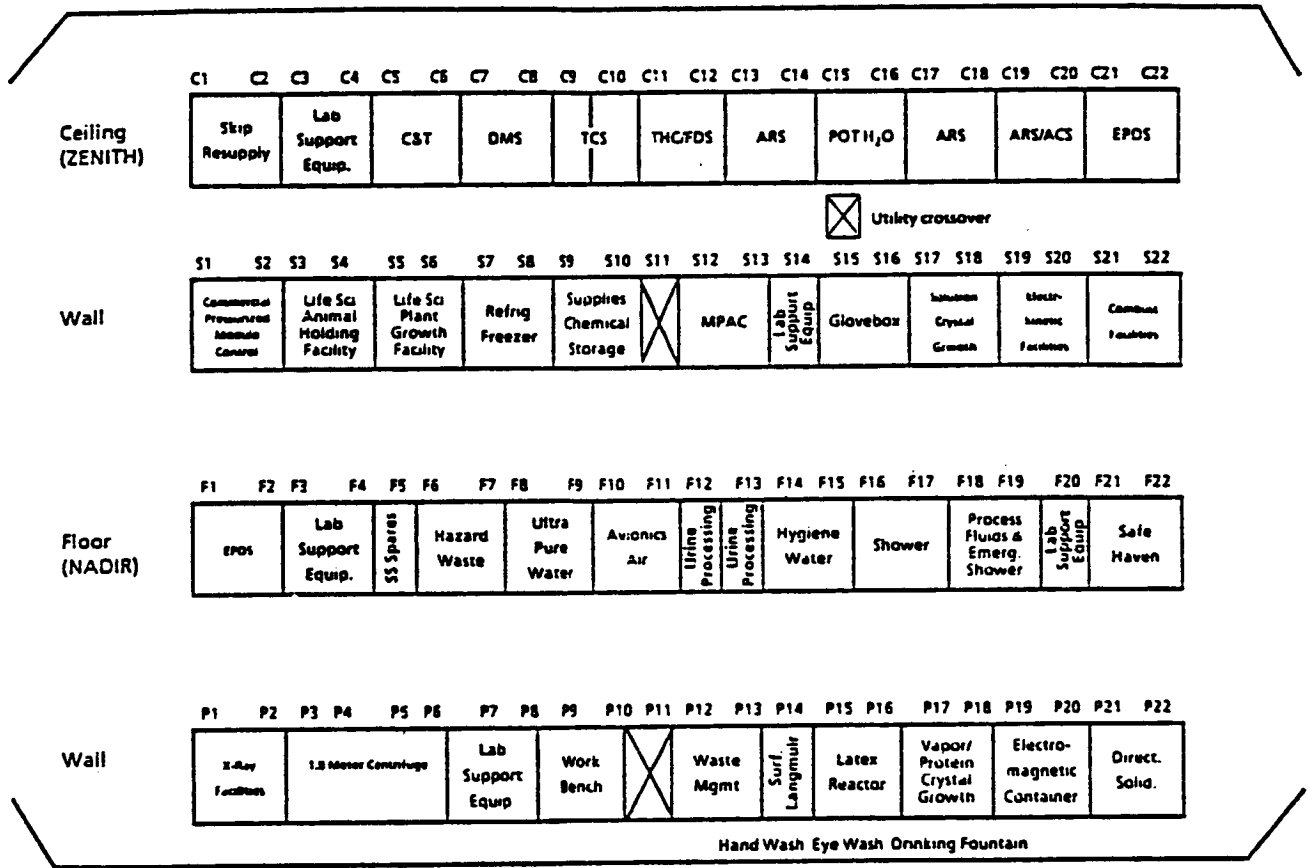 C1 C2 C3 C4 C5 C6 C7 C8 C9 C10 C11 C12 C13 C14 C15 C16 C17 C18 C19 C20 C21 C22
Ceiling
(ZENITH)
Skip
Resupply
Lab
Support
Equip.
C&T
DMS
TCS
THC/FDS
ARS
POT H₂O
ARS
ARS/ACS
EPDS
Utility crossover
S1 S2 S3 S4 S5 S6 S7 S8 S9 S10 S11 S12 S13 S14 S15 S16 S17 S18 S19 S20 S21 S22
Wall
Commercial
Pressurized
Module
Control
Life Sci
Animal
Holding
Facility
Life Sci
Plant
Growth
Facility
Refrig
Freezer
Supplies
Chemical
Storage
MPAC
Lab
Support
Equip
Glovebox
Solution
Crystal
Growth
Electr-
kinetic
Facilities
Facilities
F1 F2 F3 F4 F5 F6 F7 F8 F9 F10 F11 F12 F13 F14 F15 F16 F17 F18 F19 F20 F21 F22
Floor
(NADIR)
EPDS
Lab
Support
Equip.
SS Spares
Hazard
Waste
Ultra
Pure
Water
Avionics
Air
Urine
Processing
Urine
Processing
Hygiene
Water
Shower
Process
Fluids &
Emerg.
Shower
Lab
Support
Equip
Safe
Haven
P1 P2 P3 P4 P5 P6 P7 P8 P9 P10 P11 P12 P13 P14 P15 P16 P17 P18 P19 P20 P21 P22
Wall
X-Ray
Facilities
1.8 Meter Centrifuge
Lab
Support
Equip
Work
Bench
Waste
Mgmt
Surf.
Langmuir
Latex
Reactor
Vapor/
Protein
Crystal
Growth
Electro-
magnetic
Container
Direct.
Solid.
Hand Wash Eye Wash Drinking Fountain